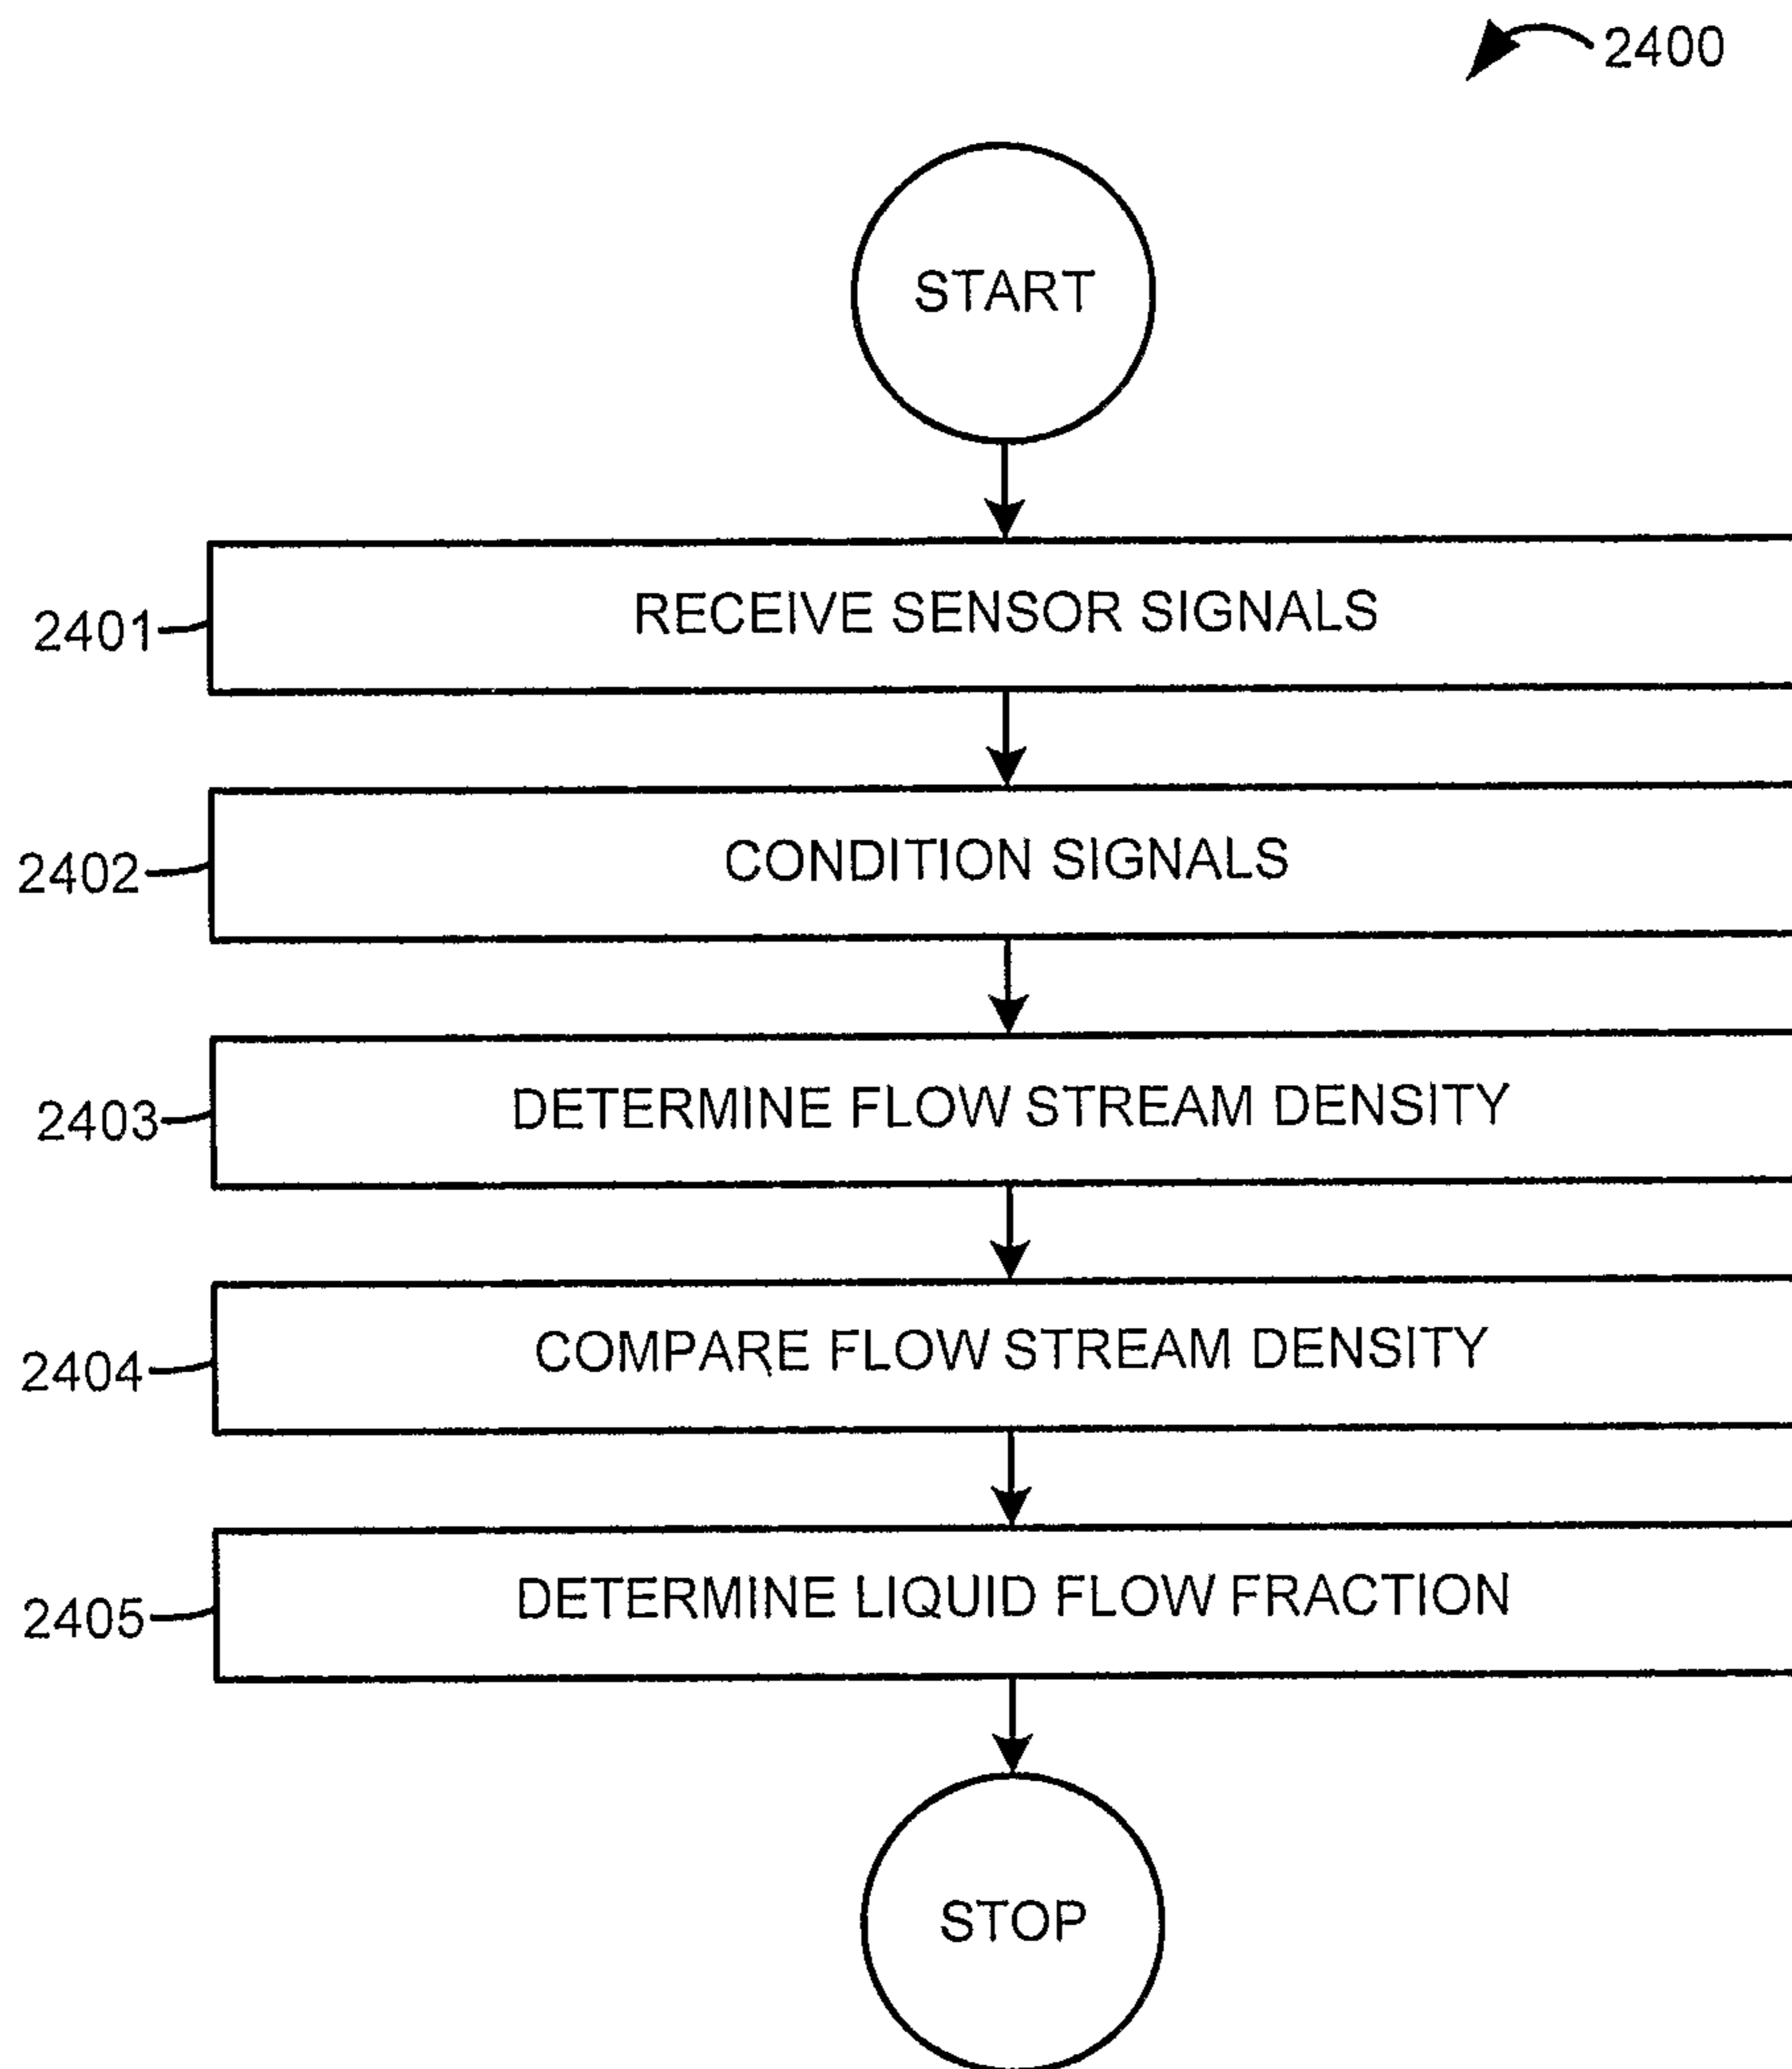 2400
START
2401 RECEIVE SENSOR SIGNALS
2402 CONDITION SIGNALS
2403 DETERMINE FLOW STREAM DENSITY
2404 COMPARE FLOW STREAM DENSITY
2405 DETERMINE LIQUID FLOW FRACTION
STOP